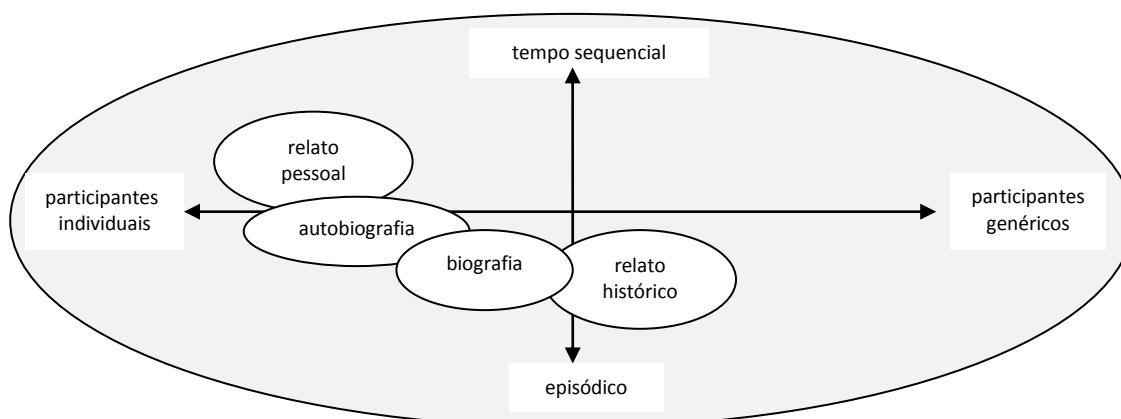 tempo sequencial
relato
pessoal
participantes
individuais
participantes
genéricos
autobiografia
biografia
relato
histórico
episódico